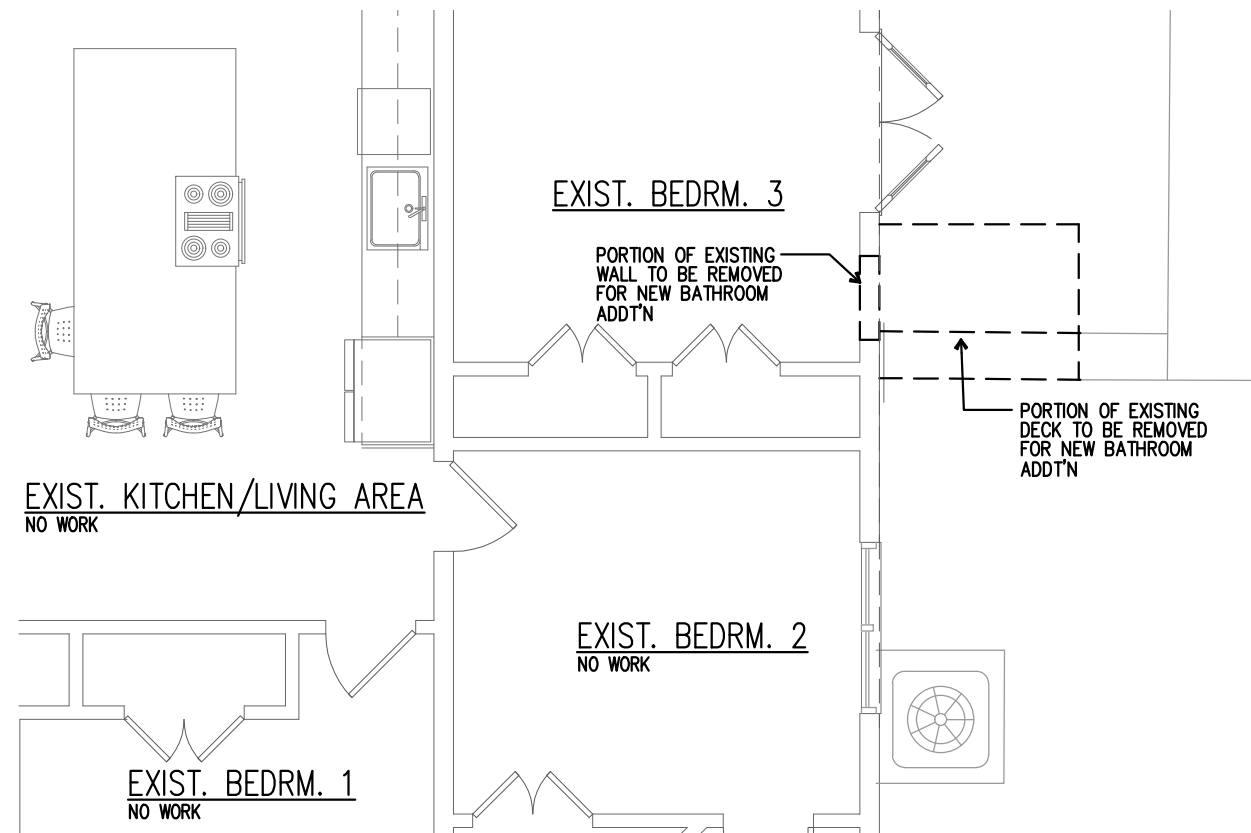 EXIST. BEDRM. 3
PORTION OF EXISTING
WALL TO BE REMOVED
FOR NEW BATHROOM
ADDT'N
PORTION OF EXISTING
DECK TO BE REMOVED
FOR NEW BATHROOM
ADDT'N
EXIST. KITCHEN/LIVING AREA
NO WORK
EXIST. BEDRM. 2
NO WORK
EXIST. BEDRM. 1
NO WORK